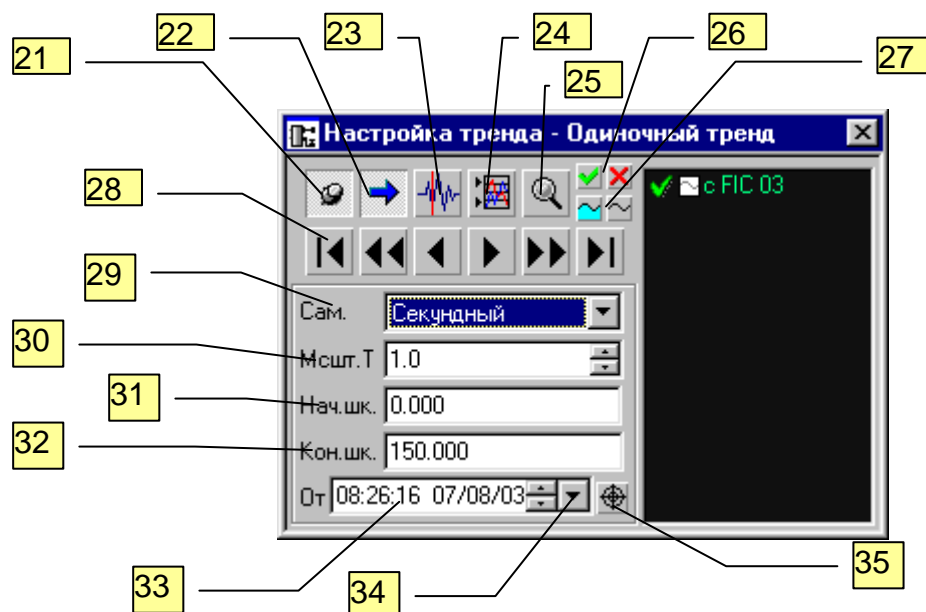 22 23 24 26
21 25 27
Настройка тренда - Одиночный тренд
с FIC 03
28
29
Сам. Секундный
30
Мсшт.Т 1.0
31
Нач.шк. 0.000
32
Кон.шк. 150.000
От 08:26:16 07/08/03
33 34 35